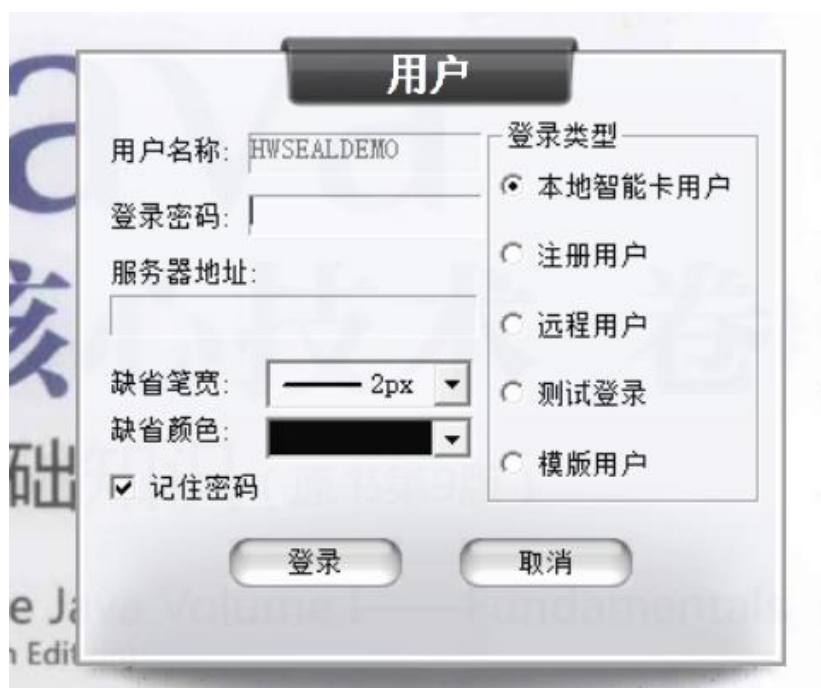 用户
用户名称: HWSEALDEMO
登录密码:
服务器地址:
缺省笔宽: 2px
缺省颜色:
记住密码
登录类型
本地智能卡用户
注册用户
远程用户
测试登录
模版用户
登录
取消
础
e Java Volume I——Fundamentals
Edit